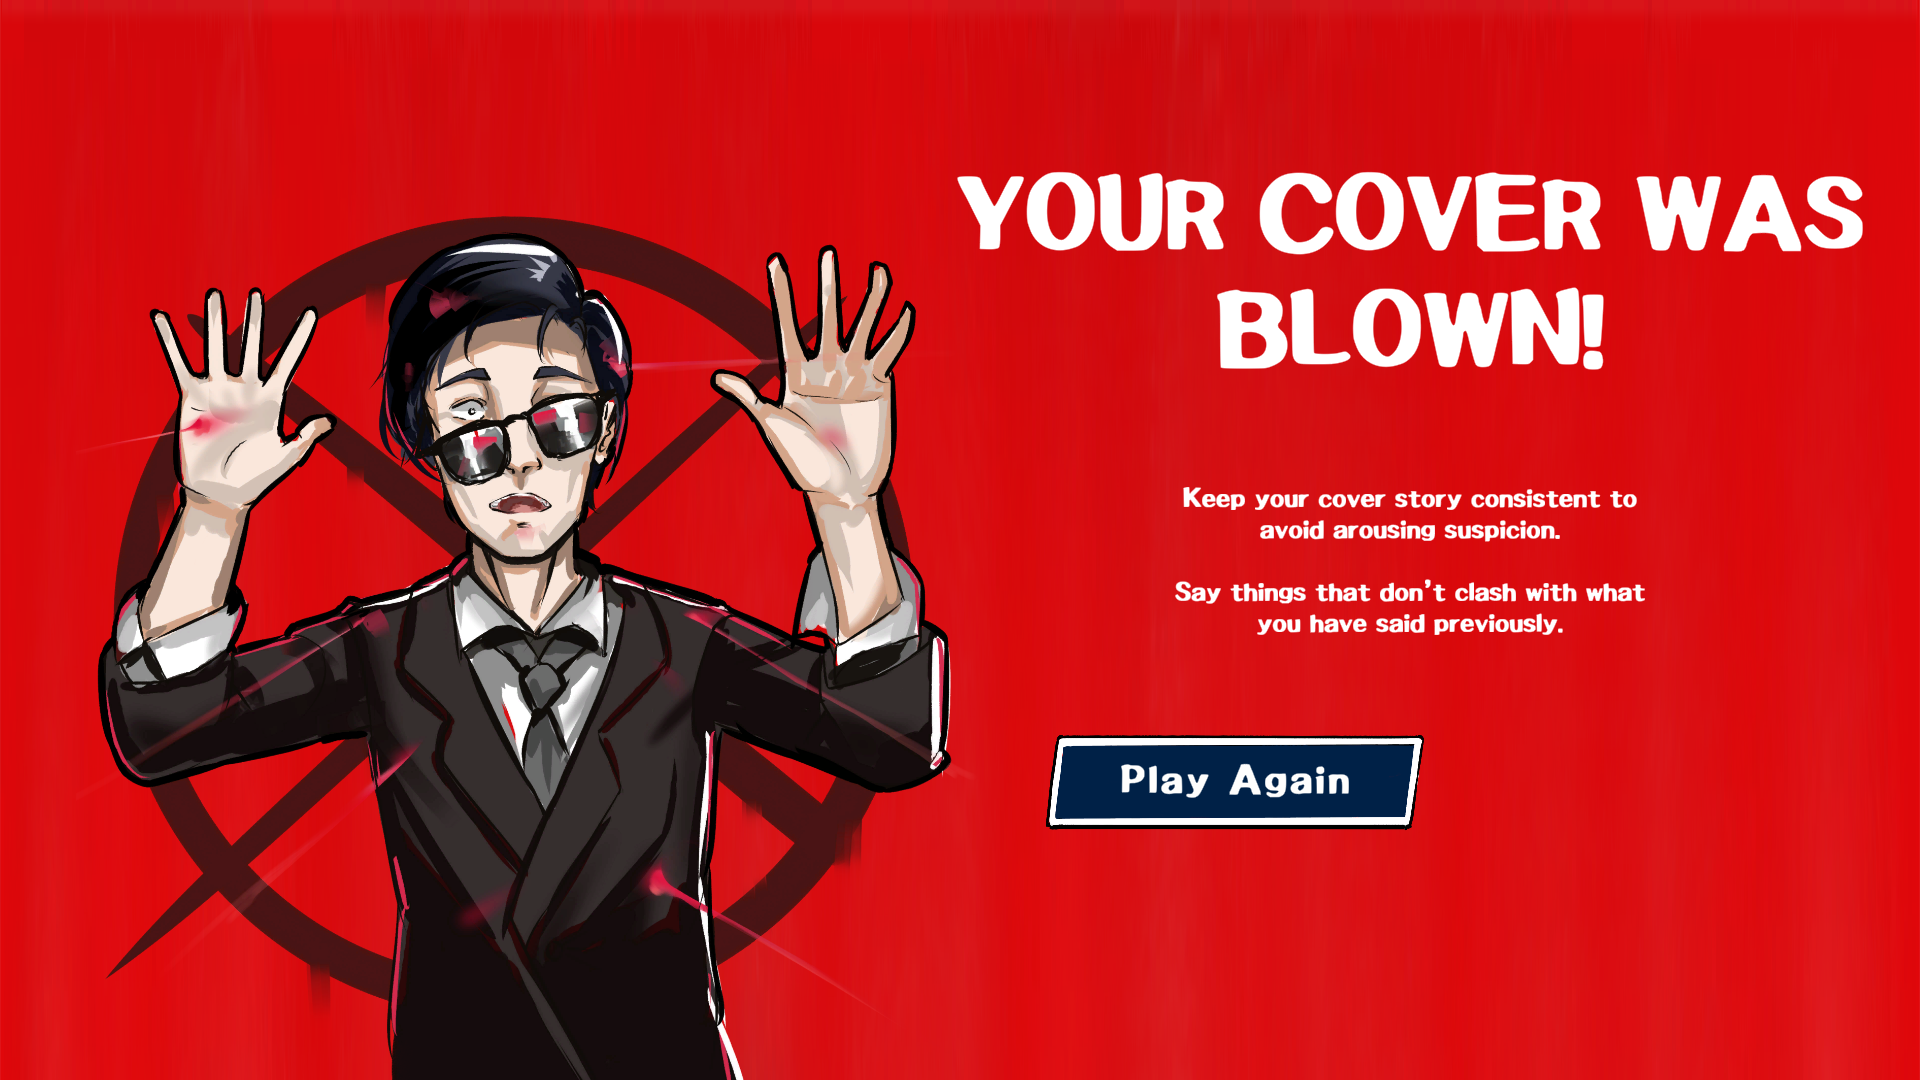 YOUR COVER WAS
BLOWN!
Keep your cover story consistent to
avoid arousing suspicion.
Say things that don't clash with what
you have said previously.
Play Again